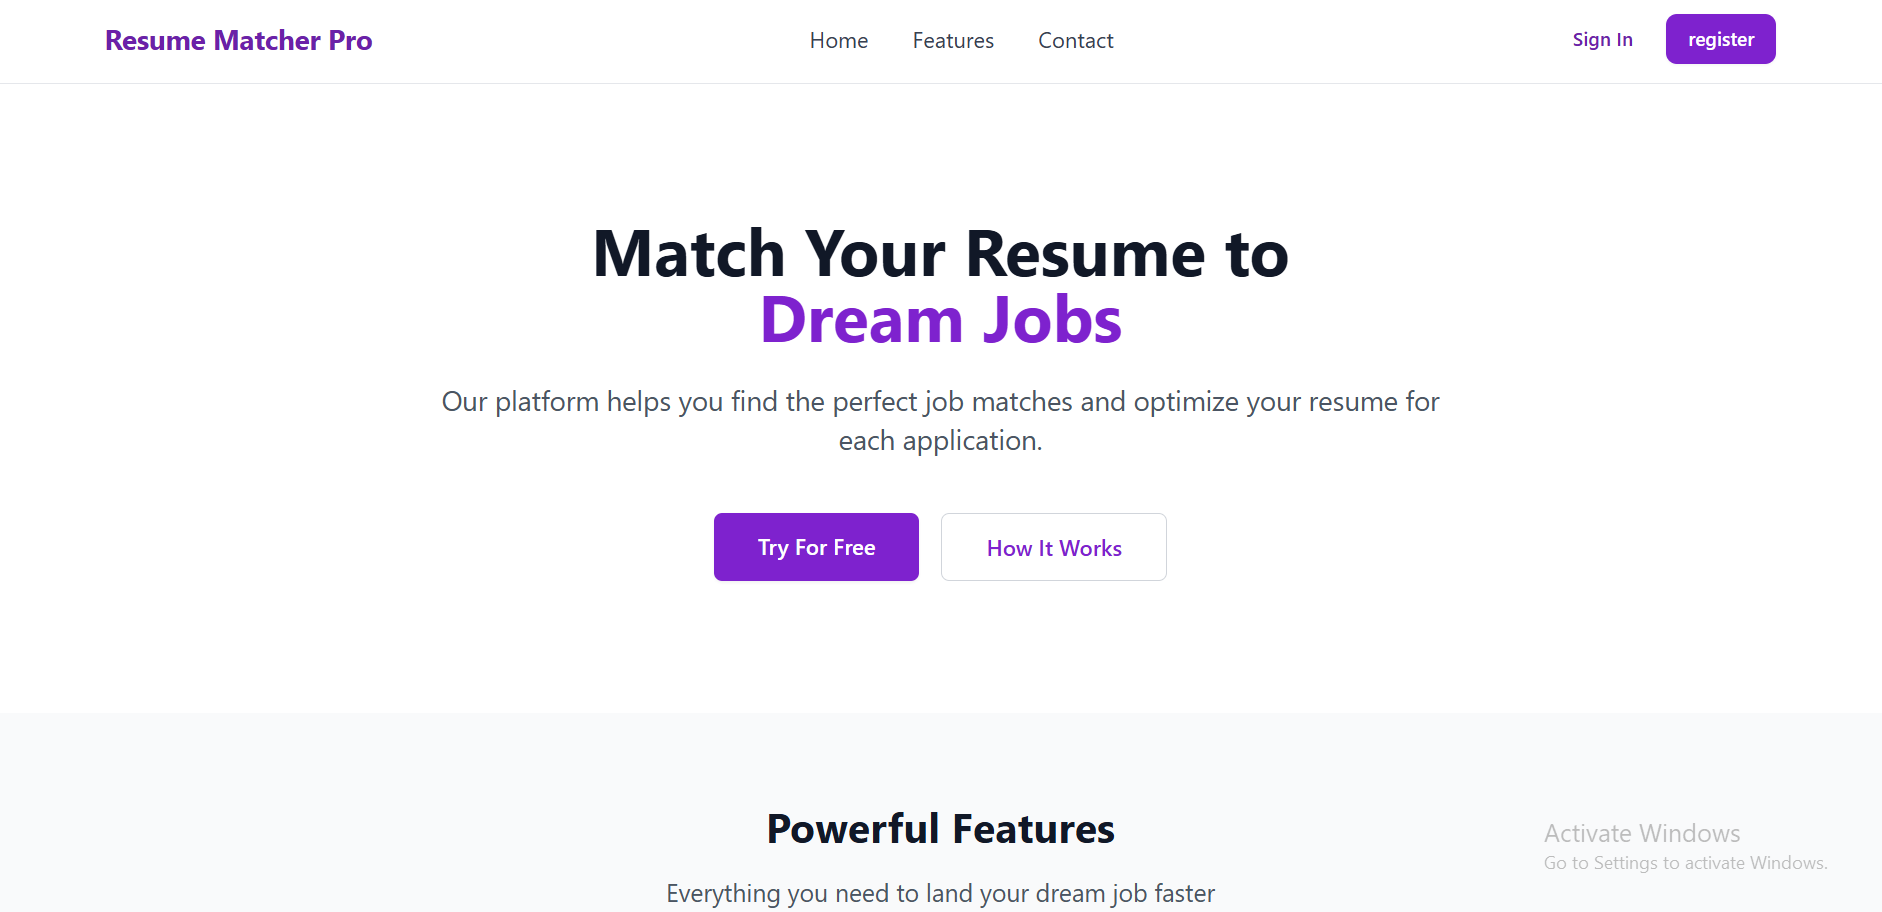 Resume Matcher Pro
Home
Features
Contact
Sign In
register
Match Your Resume to
Dream Jobs
Our platform helps you find the perfect job matches and optimize your resume for
each application.
Try For Free
How It Works
Powerful Features
Everything you need to land your dream job faster
Activate Windows
Go to Settings to activate Windows.